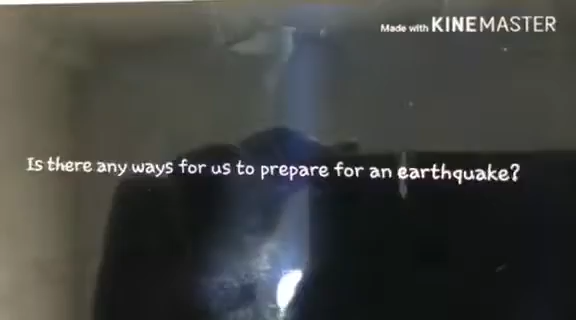 Made with KINEMASTER
Is there any ways for us to prepare for an earthquake?